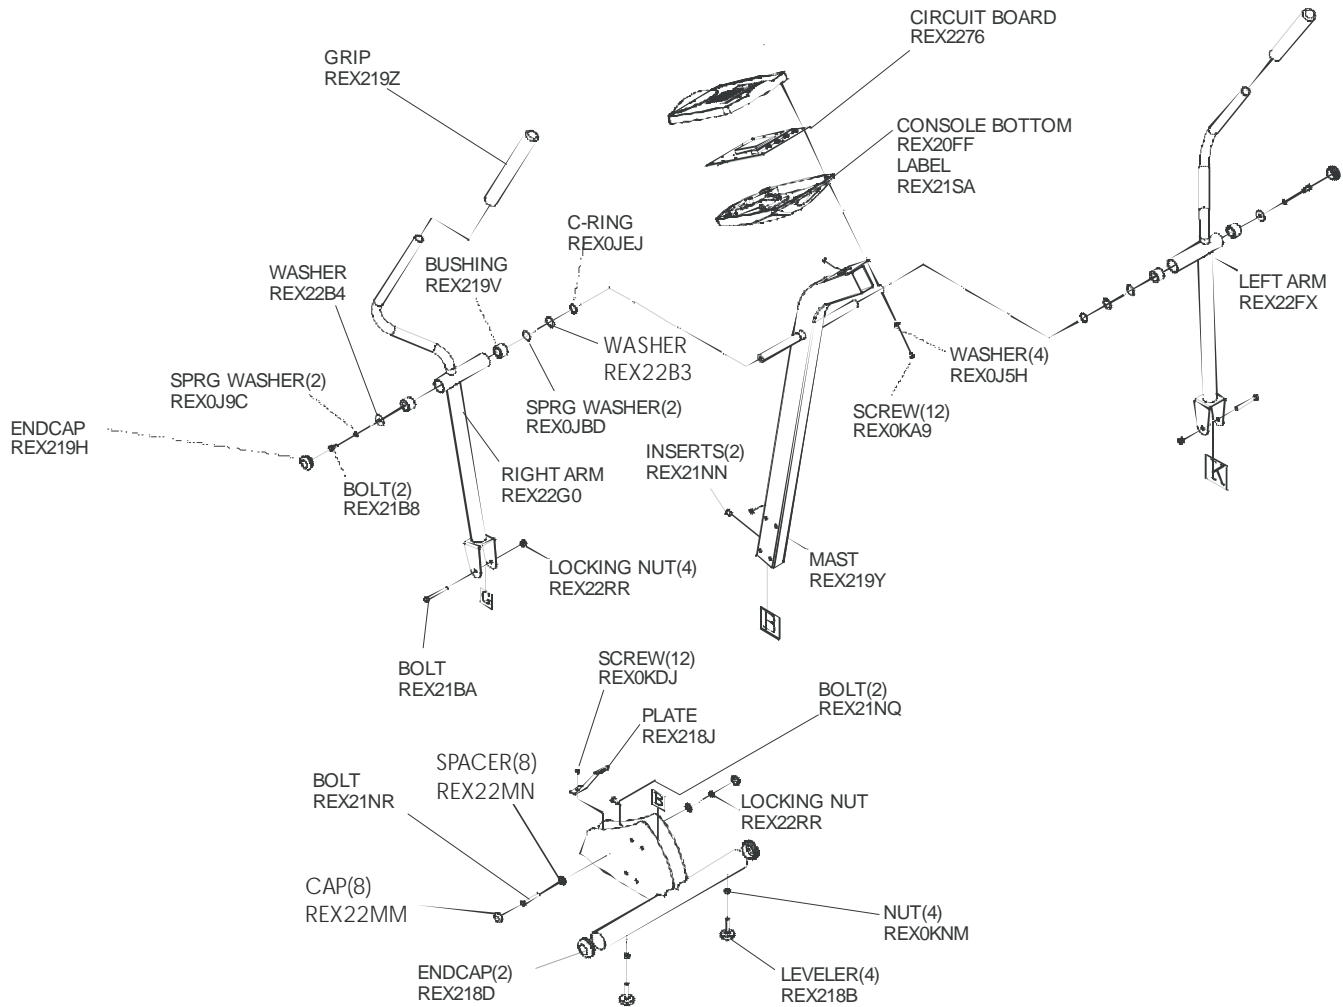 CIRCUIT BOARD
REX2276
GRIP
REX219Z
CONSOLE BOTTOM
REX20FF
LABEL
REX21SA
C-RING
REX0JEJ
BUSHING
REX219V
WASHER
REX22B4
LEFT ARM
REX22FX
WASHER
REX22B3
WASHER(4)
REX0J5H
SPRG WASHER(2)
REX0J9C
SPRG WASHER(2)
REX0JBD
SCREW(12)
REX0KA9
ENDCAP
REX219H
INSERTS(2)
REX21NN
RIGHT ARM
REX22G0
BOLT(2)
REX21B8
K
MAST
REX219Y
LOCKING NUT(4)
REX22RR
G
H
BOLT
REX21BA
SCREW(12)
REX0KDJ
BOLT(2)
REX21NQ
PLATE
REX218J
SPACER(8)
REX22MN
BOLT
REX21NR
LOCKING NUT
REX22RR
CAP(8)
REX22MM
NUT(4)
REX0KNM
ENDCAP(2)
REX218D
LEVELER(4)
REX218B